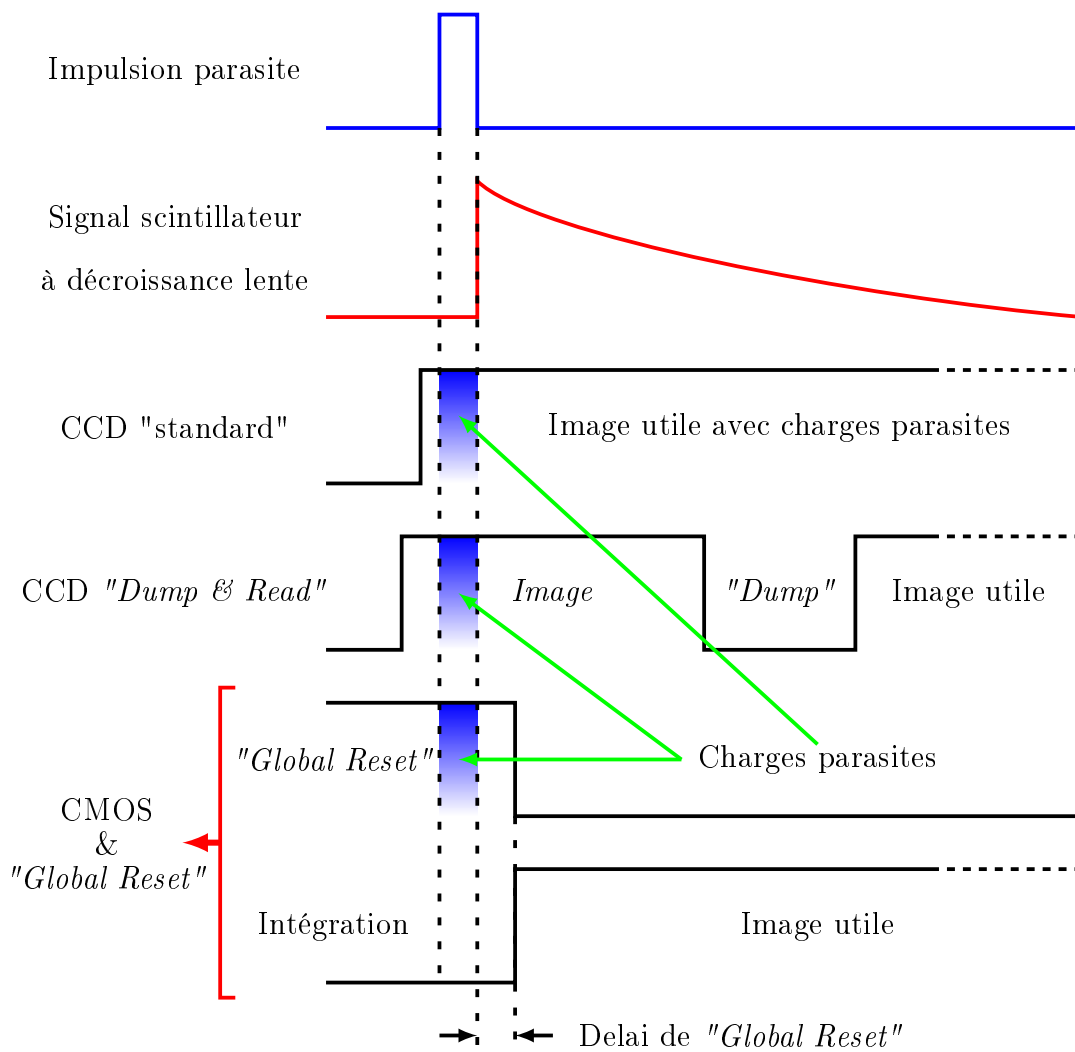 Impulsion parasite
Signal scintillateur
à décroissance lente
CCD "standard"
Image utile avec charges parasites
CCD "Dump & Read"
Image
"Dump"
Image utile
"Global Reset"
Charges parasites
CMOS
&
"Global Reset"
Intégration
Image utile
Delai de "Global Reset"